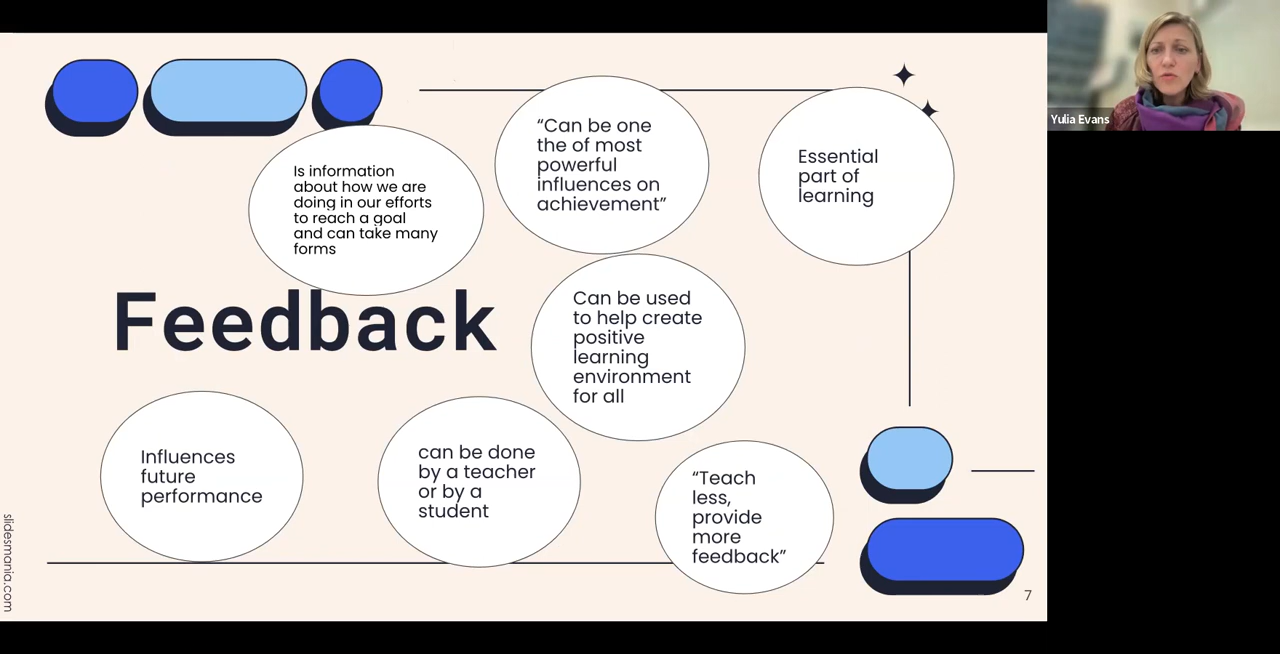 Is information
about how we are
doing in our efforts
to reach a goal
and can take many
forms
“Can be one
the of most
powerful
influences on
achievement”
Essential
part of
learning
Yulia Evans
Feedback
Can be used
to help create
positive
learning
environment
for all
Influences
future
performance
can be done
by a teacher
or by a
student
“Teach
less,
provide
more
feedback”
slidesmania.com
7